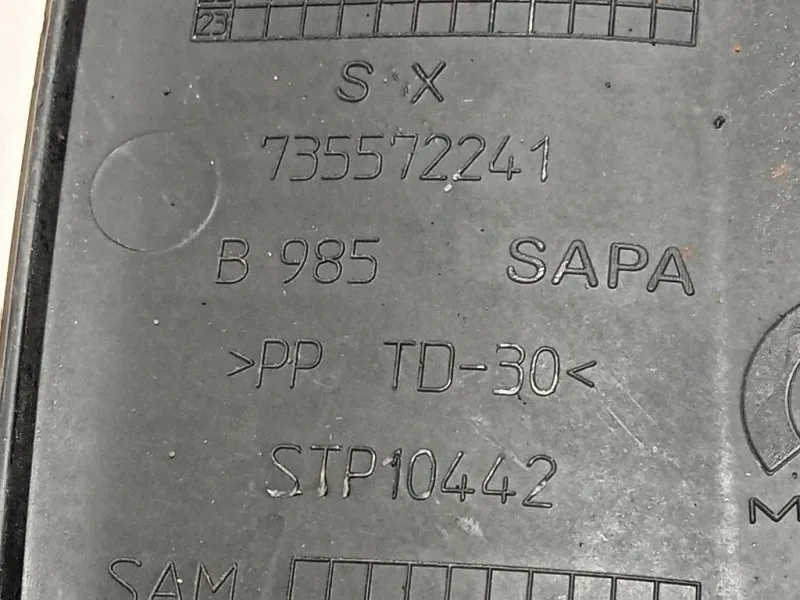 23
S X
735572241
B 985 SAPA
>PP TD-30<
STP10442
M
SAM